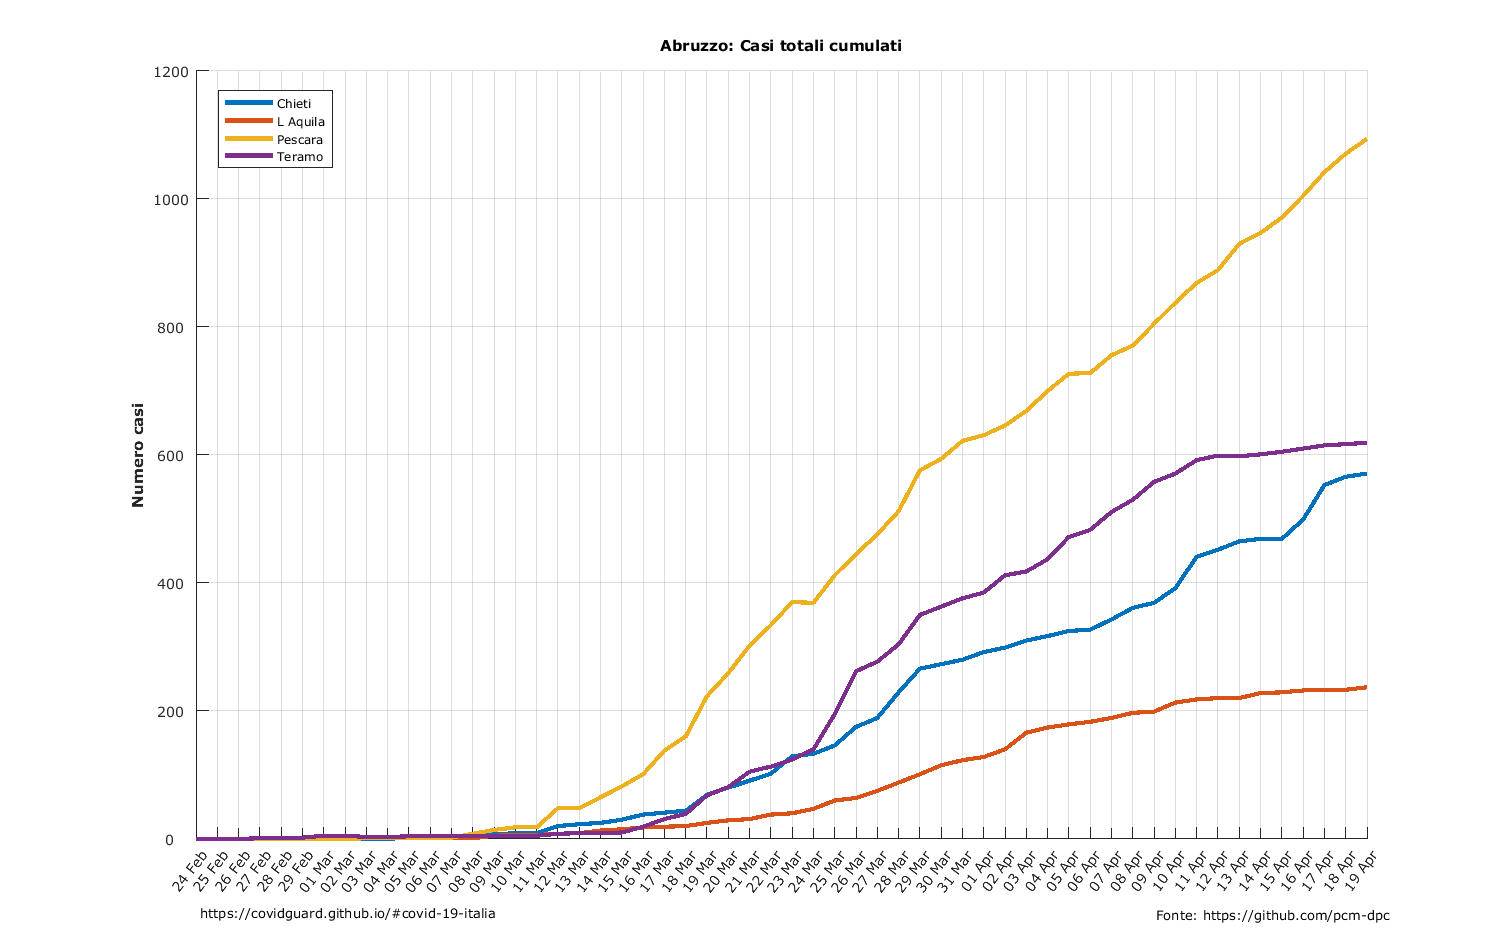 Abruzzo: Casi totali cumulati
1200
1000
800
600
400
200
0
Numero casi
Chieti
L Aquila
Pescara
Teramo
24 Feb
25 Feb
26 Feb
27 Feb
28 Feb
29 Feb
01 Mar
02 Mar
03 Mar
04 Mar
05 Mar
06 Mar
07 Mar
08 Mar
09 Mar
10 Mar
11 Mar
12 Mar
13 Mar
14 Mar
15 Mar
16 Mar
17 Mar
18 Mar
19 Mar
20 Mar
21 Mar
22 Mar
23 Mar
24 Mar
25 Mar
26 Mar
27 Mar
28 Mar
29 Mar
30 Mar
31 Mar
01 Apr
02 Apr
03 Apr
04 Apr
05 Apr
06 Apr
07 Apr
08 Apr
09 Apr
10 Apr
11 Apr
12 Apr
13 Apr
14 Apr
15 Apr
16 Apr
17 Apr
18 Apr
19 Apr
https://covidguard.github.io/#covid-19-italia
Fonte: https://github.com/pcm-dpc